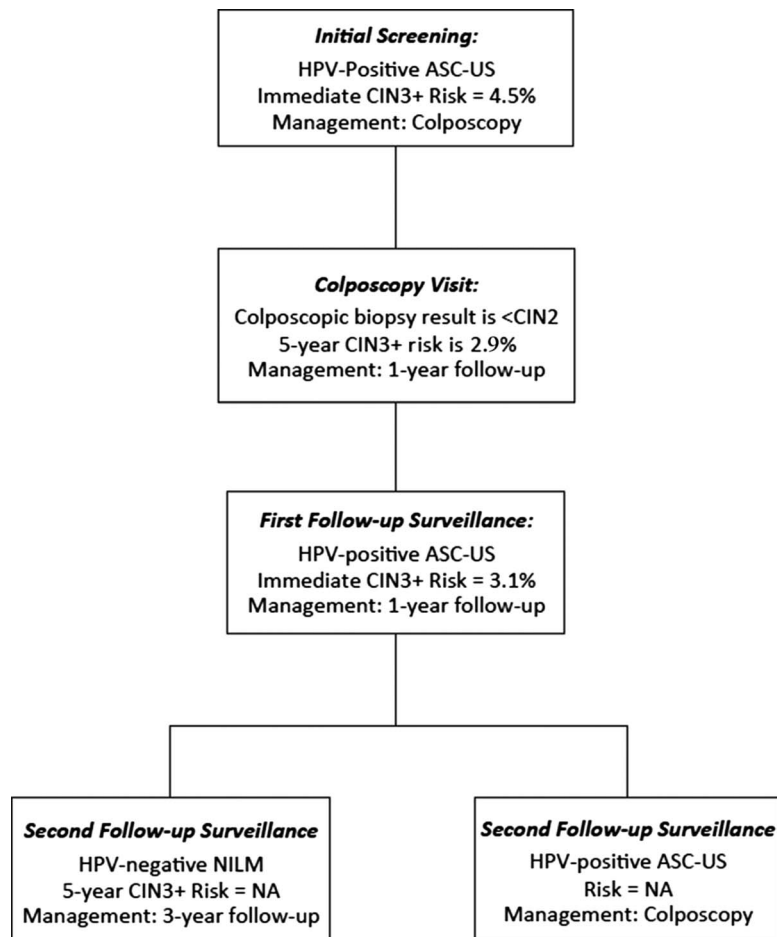 Initial Screening:
HPV-Positive ASC-US
Immediate CIN3+ Risk = 4.5%
Management: Colposcopy
Colposcopy Visit:
Colposcopic biopsy result is <CIN2
5-year CIN3+ risk is 2.9%
Management: 1-year follow-up
First Follow-up Surveillance:
HPV-positive ASC-US
Immediate CIN3+ Risk = 3.1%
Management: 1-year follow-up
Second Follow-up Surveillance
HPV-negative NILM
5-year CIN3+ Risk = NA
Management: 3-year follow-up
Second Follow-up Surveillance
HPV-positive ASC-US
Risk = NA
Management: Colposcopy